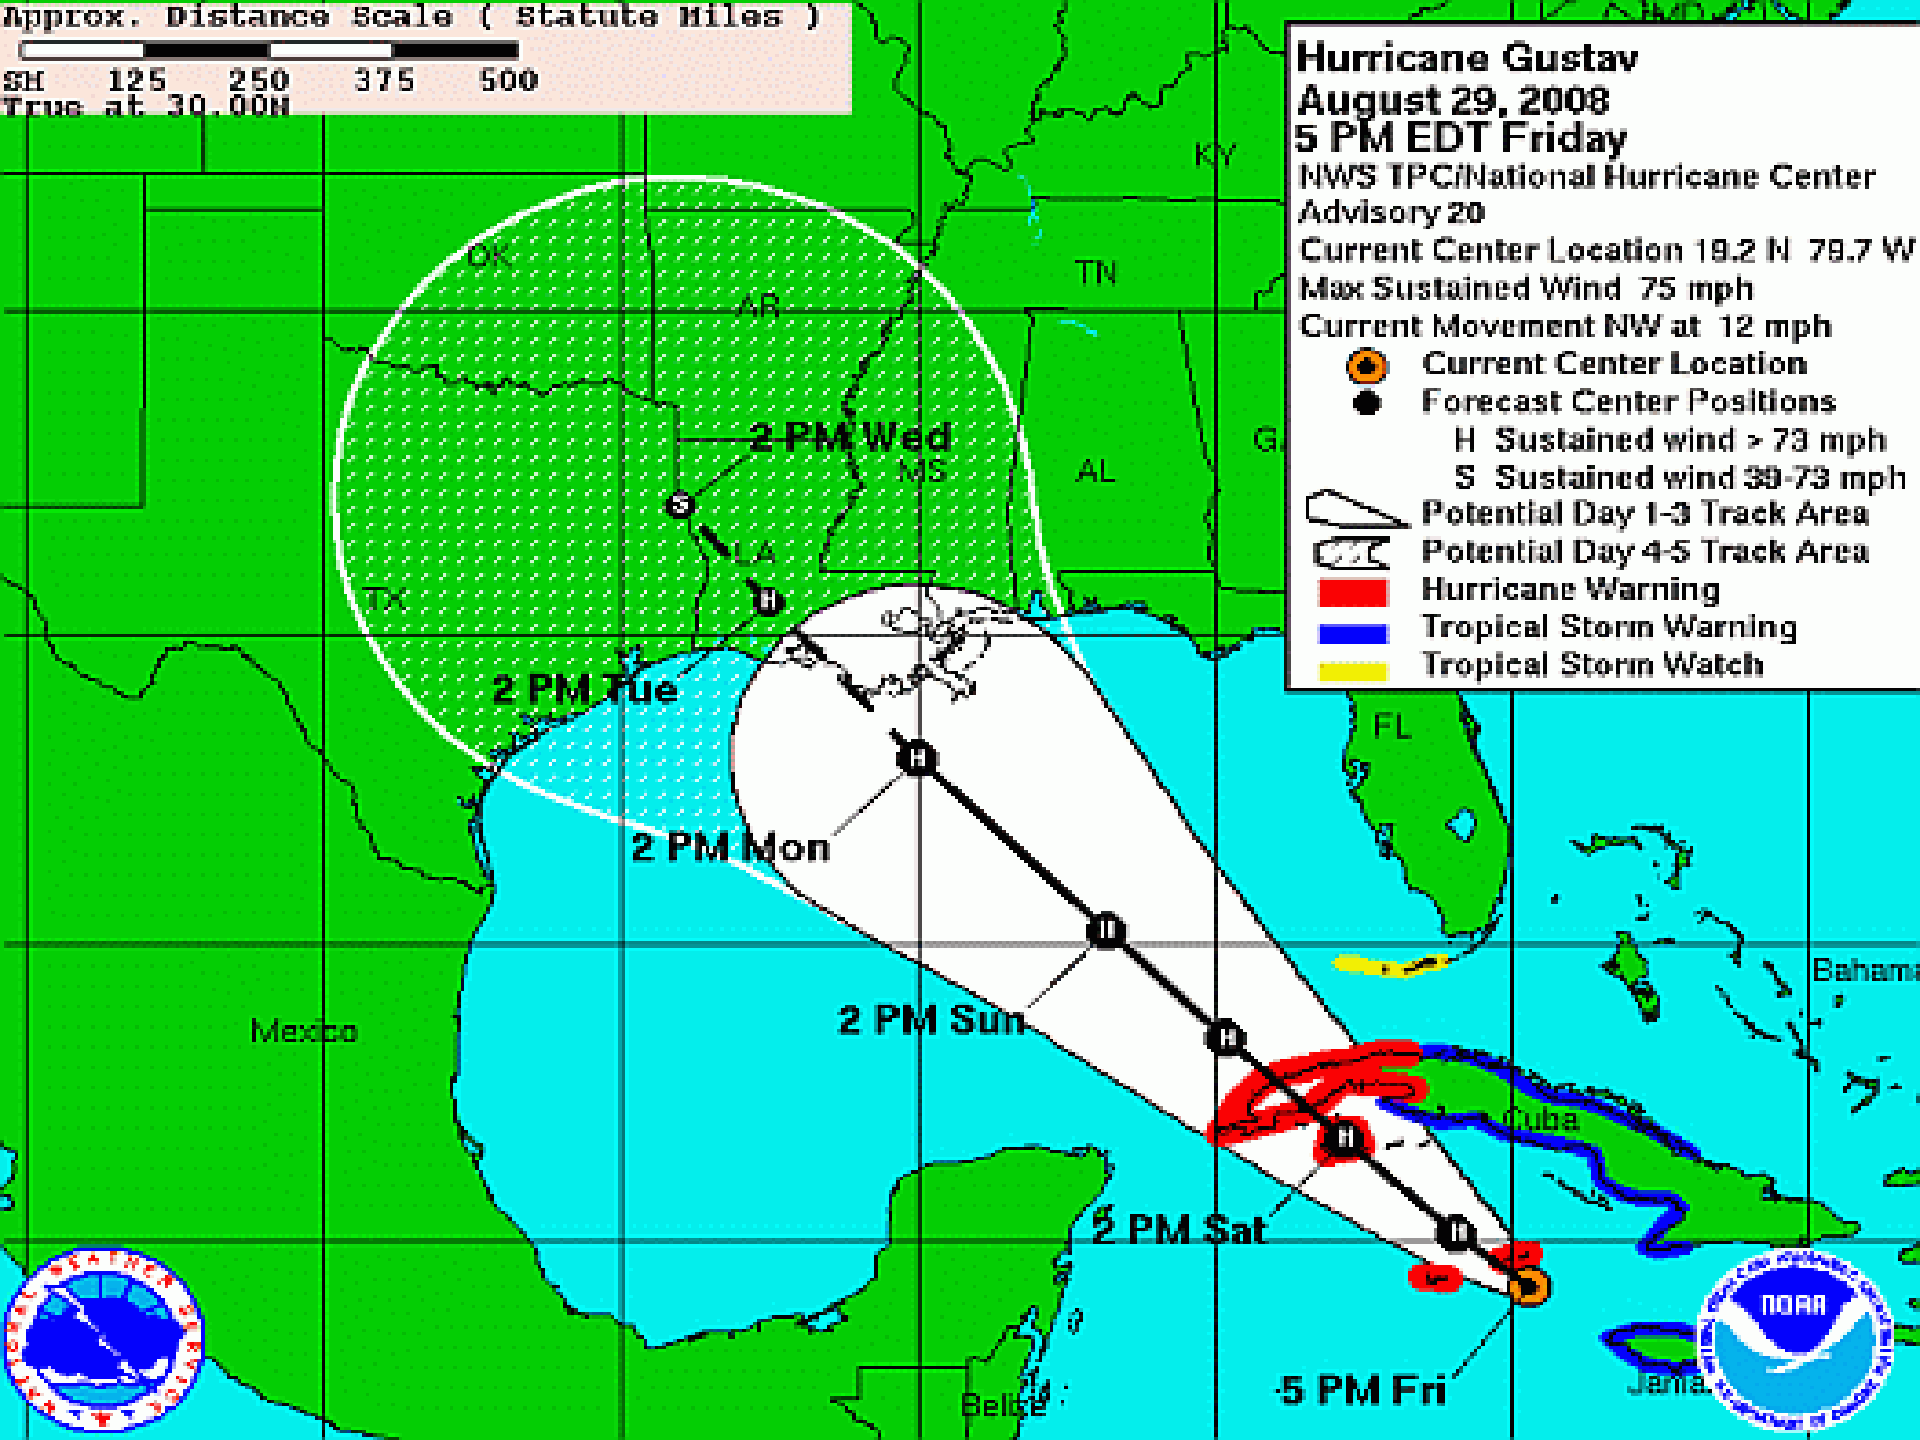 Approx. Distance Scale ( Statute Miles )
SM 125 250 375 500
True at 30.00N
Hurricane Gustav
August 29, 2008
5 PM EDT Friday
NWS TPC/National Hurricane Center
Advisory 20
Current Center Location 19.2 N 79.7 W
Max Sustained Wind 75 mph
Current Movement NW at 12 mph
Current Center Location
Forecast Center Positions
H Sustained wind > 73 mph
S Sustained wind 39-73 mph
Potential Day 1-3 Track Area
Potential Day 4-5 Track Area
Hurricane Warning
Tropical Storm Warning
Tropical Storm Watch
KY
OK
TN
AR
2 PM Wed
GA
MS
AL
S
LA
TX
H
2 PM Tue
FL
H
2 PM Mon
H
Bahama
2 PM Sun
Mexico
H
Cuba
H
2 PM Sat
H
5 PM Fri
Jamai
Belize
NATIONAL WEATHER SERVICE
NOAA